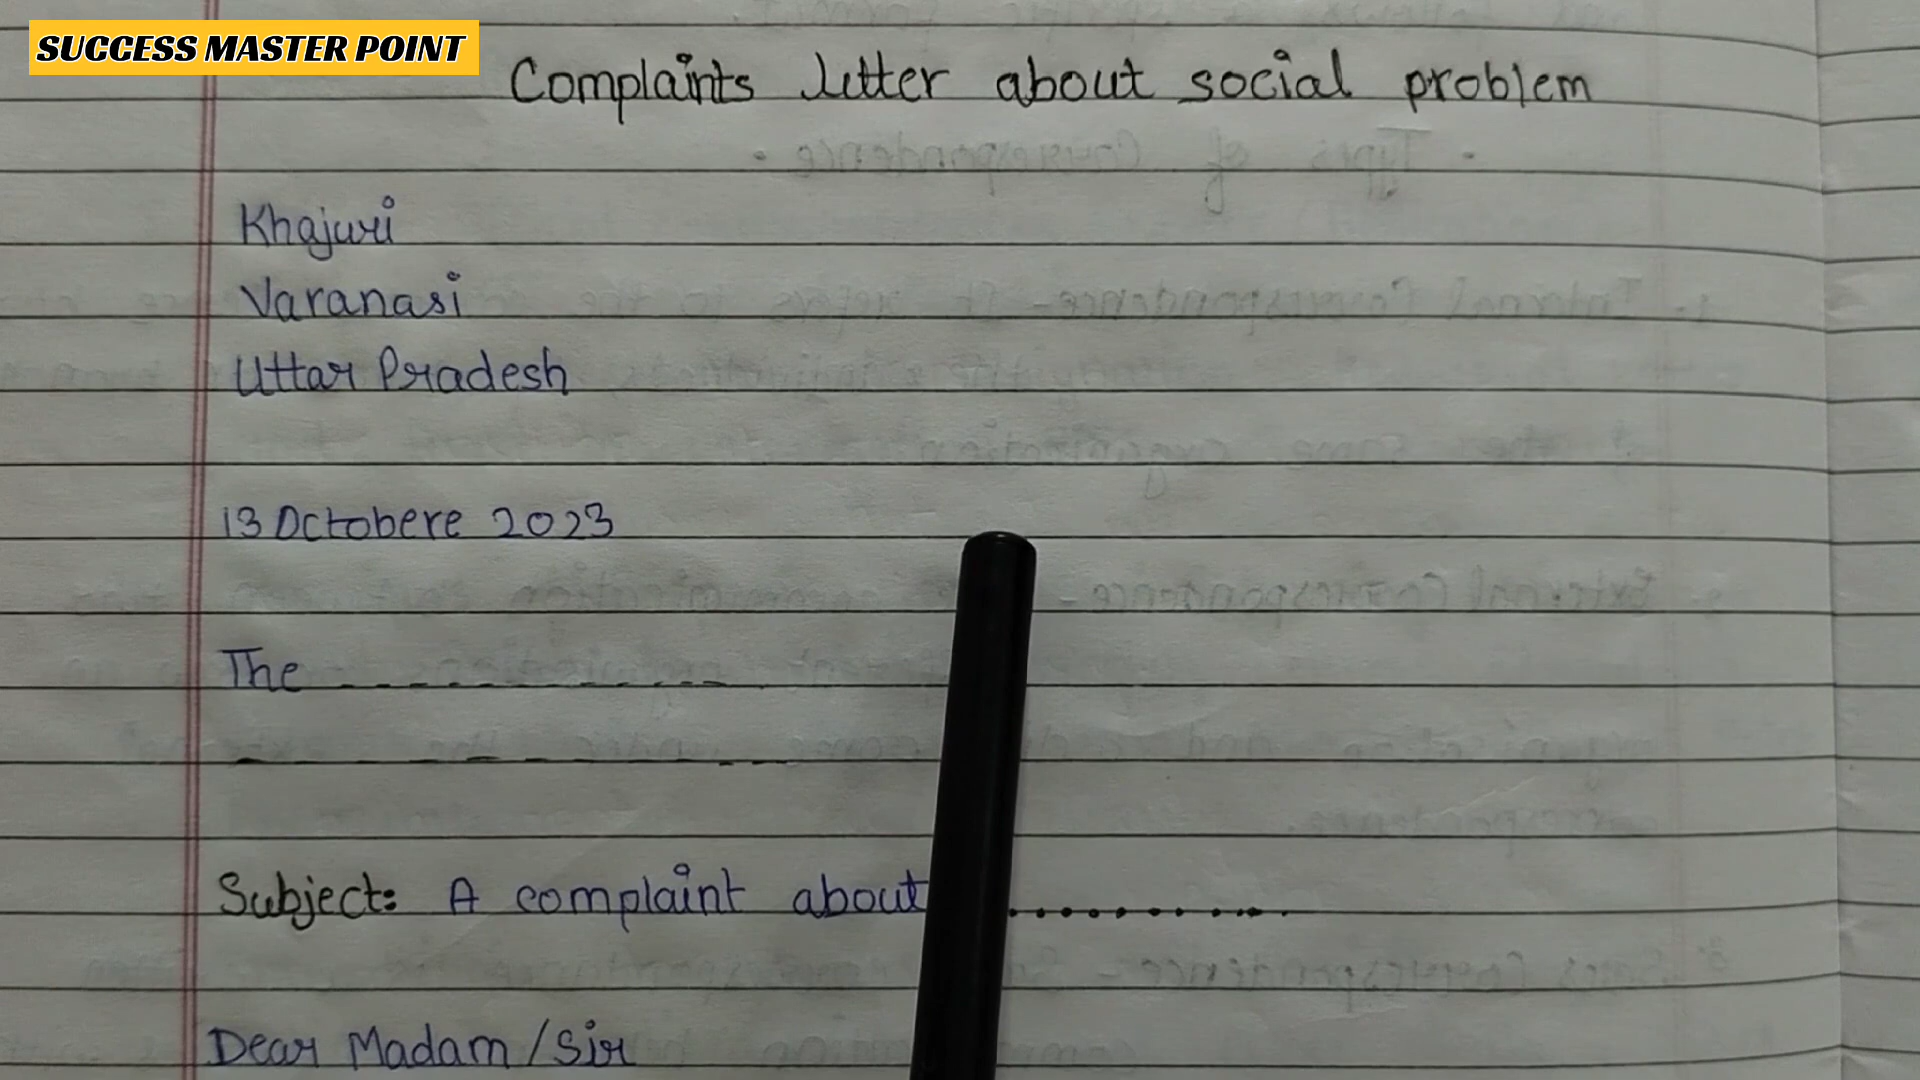 SUCCESS MASTER POINT
Complaints letter about social problem
Khajuri
Varanasi
Uttar Pradesh
13 Octobere 2023
The ------------
------------
Subject: A complaint about ............
Dear Madam/Sir